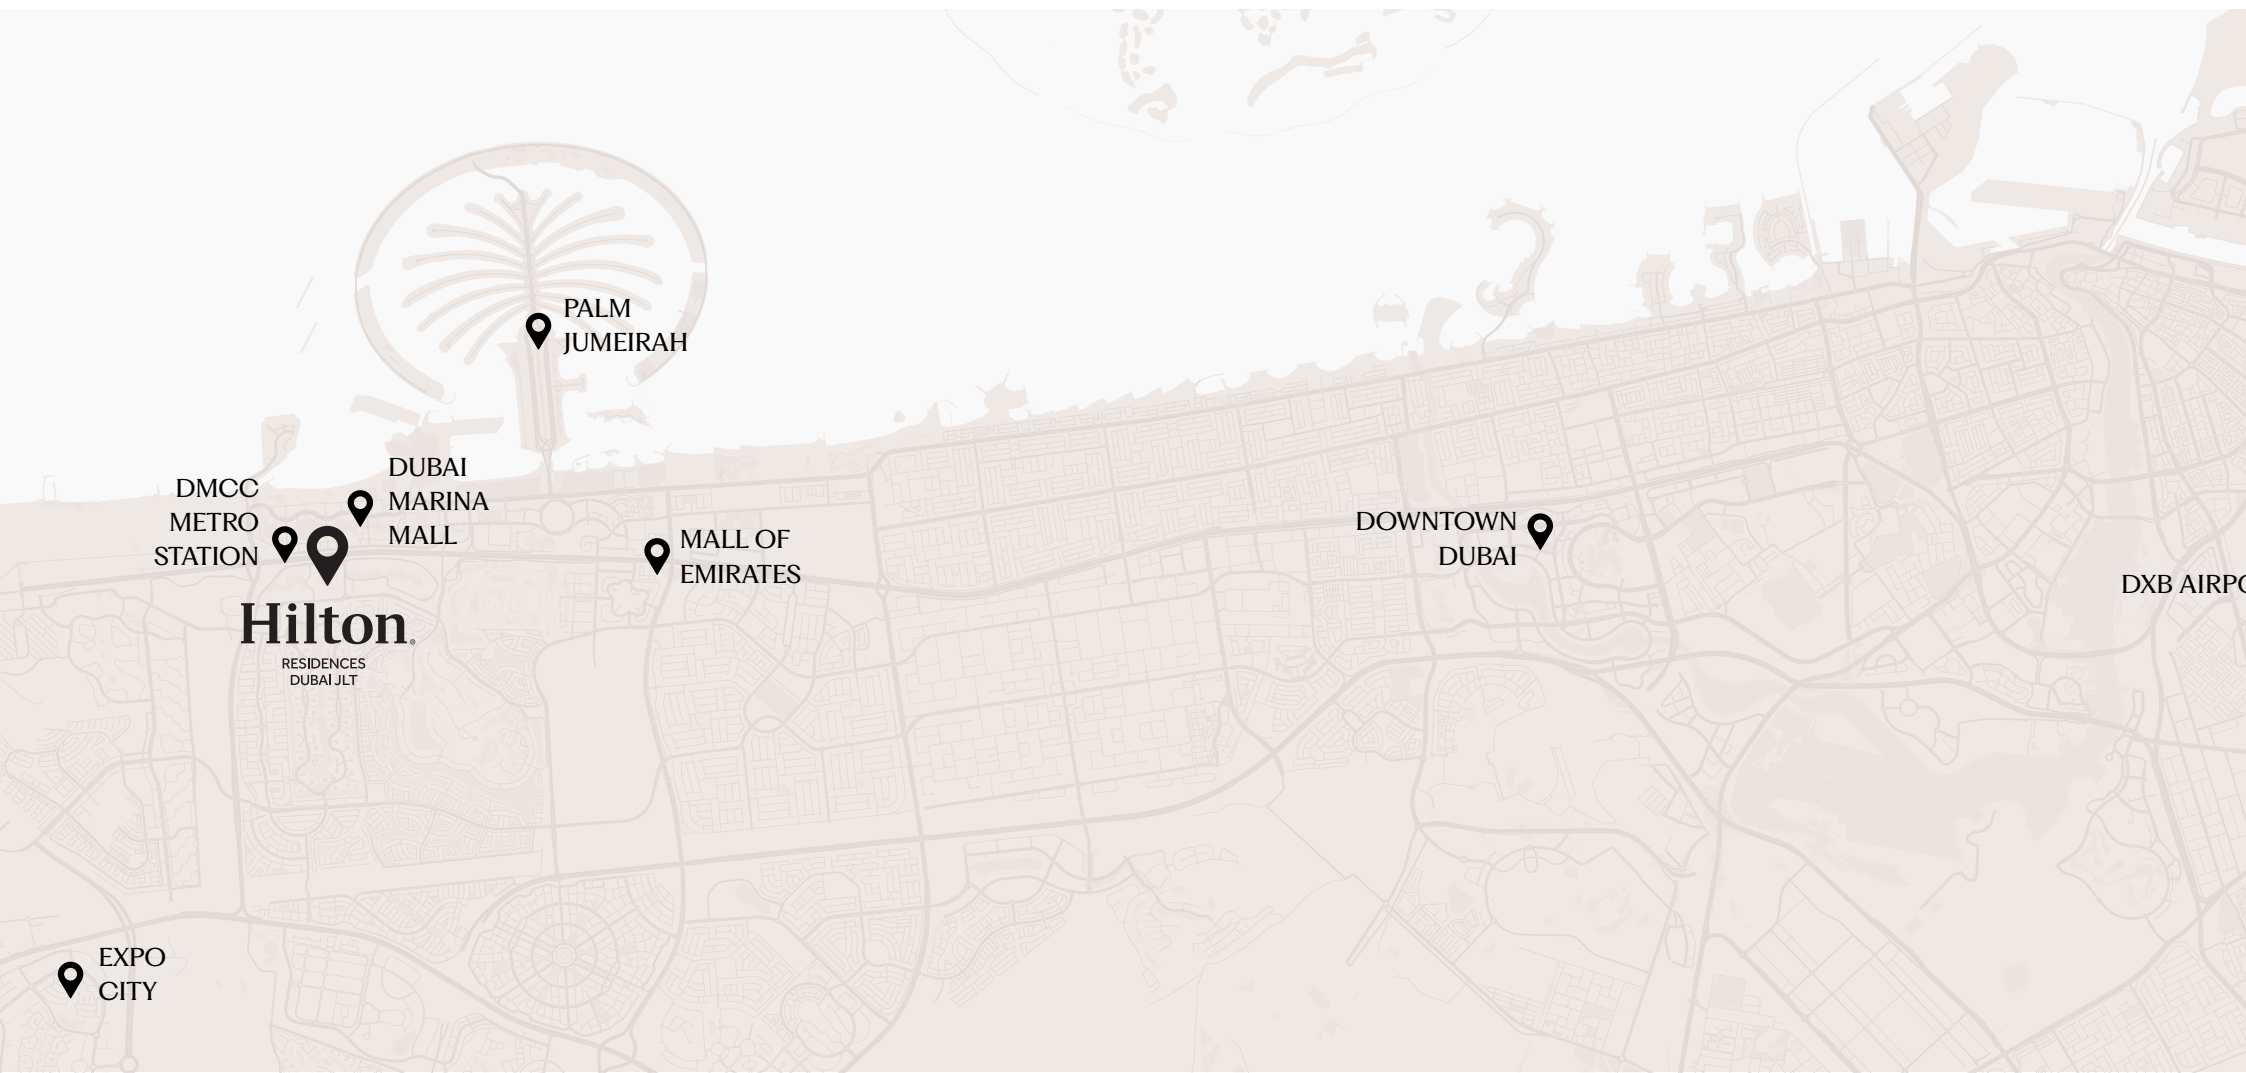 PALM
JUMEIRAH
DUBAI
MARINA
MALL
DMCC
METRO
STATION
MALL OF
EMIRATES
DOWNTOWN
DUBAI
DXB
Hilton
RESIDENCES
DUBAI JLT
EXPO
CITY